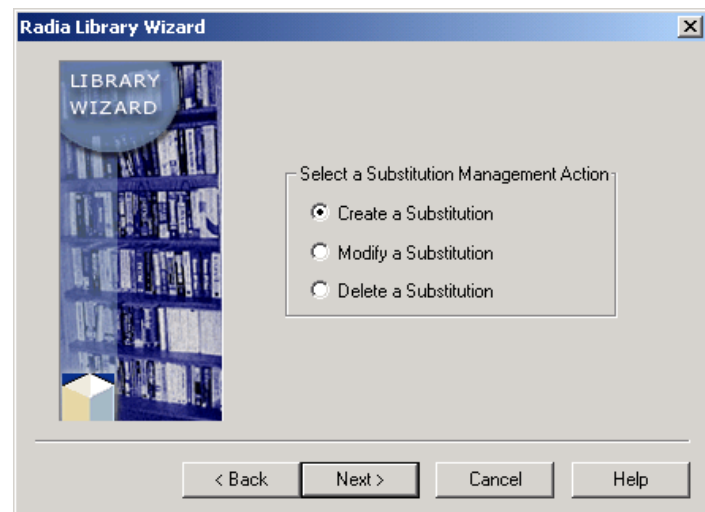 Radia Library Wizard
LIBRARY
WIZARD
Select a Substitution Management Action
Create a Substitution
Modify a Substitution
Delete a Substitution
< Back
Next >
Cancel
Help